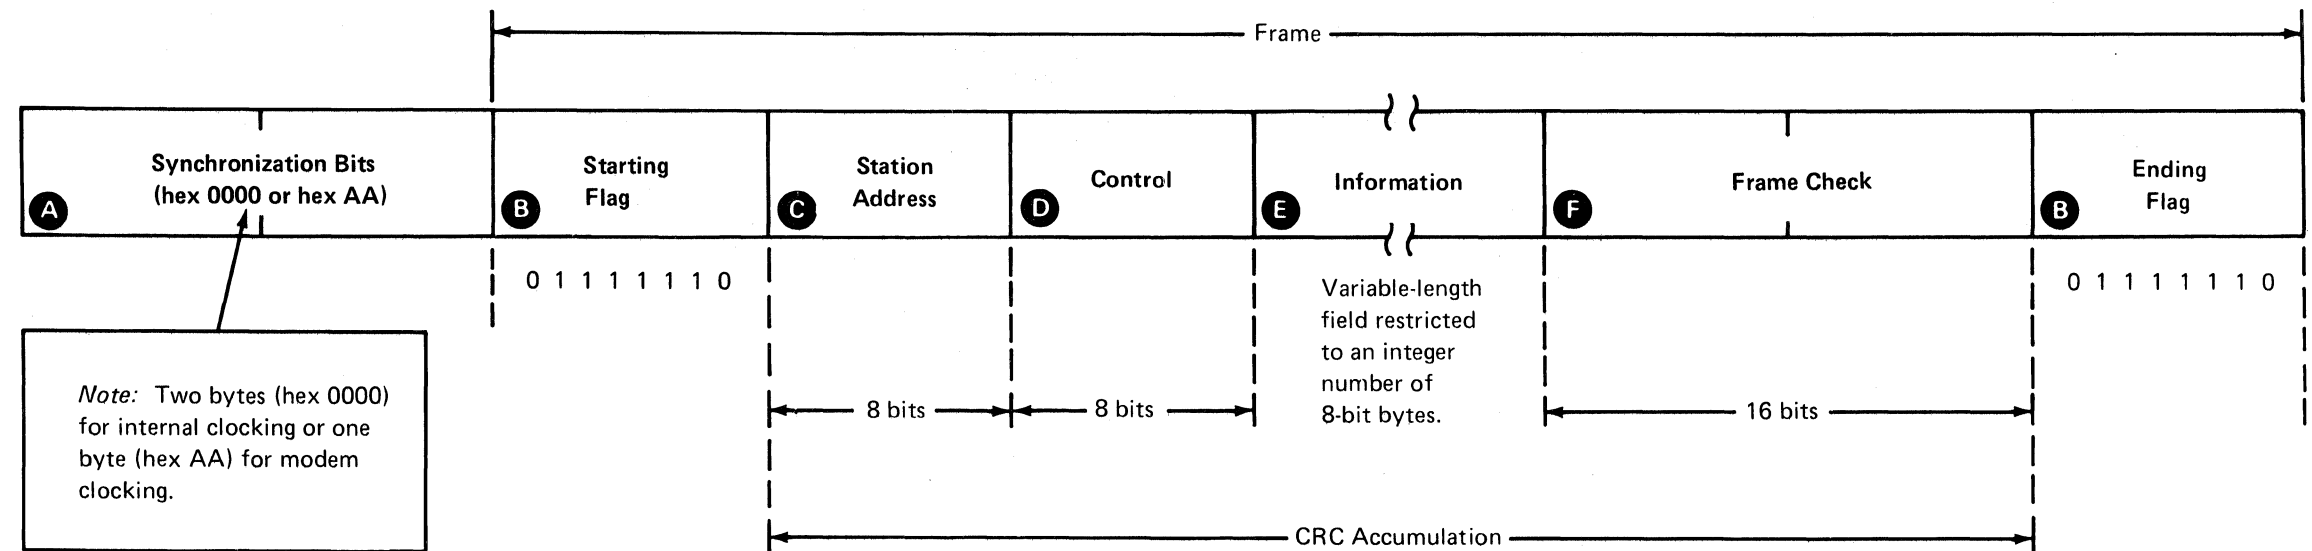 Frame
Synchronization Bits
(hex 0000 or hex AA)
A
Starting
Flag
B
Station
Address
C
Control
D
Information
E
Frame Check
F
Ending
Flag
B
0 1 1 1 1 1 1 0
0 1 1 1 1 1 1 0
Variable-length
field restricted
to an integer
number of
8-bit bytes.
Note: Two bytes (hex 0000)
for internal clocking or one
byte (hex AA) for modem
clocking.
8 bits
8 bits
16 bits
CRC Accumulation